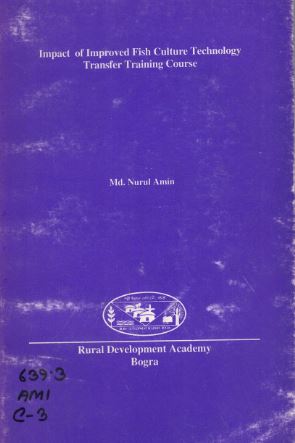 Impact of Improved Fish Culture Technology
Transfer Training Course
Md. Nurul Amin
Rural Development Academy
Bogra
639.3
AMI
C-3